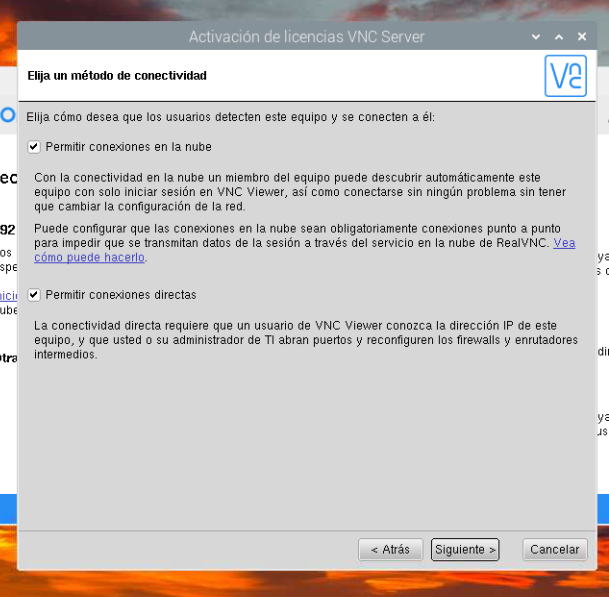 Activación de licencias VNC Server
Elija un método de conectividad
Elija cómo desea que los usuarios detecten este equipo y se conecten a él:
Permitir conexiones en la nube
Con la conectividad en la nube un miembro del equipo puede descubrir automáticamente este
equipo con solo iniciar sesión en VNC Viewer, así como conectarse sin ningún problema sin tener
que cambiar la configuración de la red.
Puede configurar que las conexiones en la nube sean obligatoriamente conexiones punto a punto
para impedir que se transmitan datos de la sesión a través del servicio en la nube de RealVNC. Vea
cómo puede hacerlo.
Permitir conexiones directas
La conectividad directa requiere que un usuario de VNC Viewer conozca la dirección IP de este
equipo, y que usted o su administrador de TI abran puertos y reconfiguren los firewalls y enrutadores
intermedios.
< Atrás
Siguiente >
Cancelar